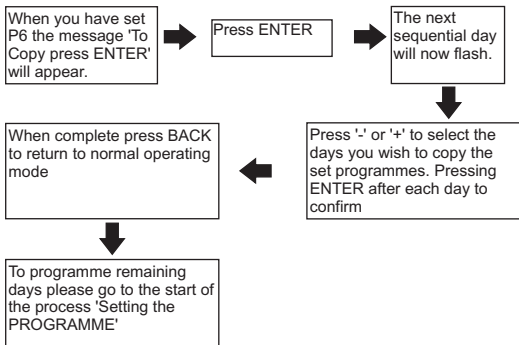 When you have set
P6 the message 'To
Copy press ENTER'
will appear.
Press ENTER
The next
sequential day
will now flash.
Press '-' or '+' to select the
days you wish to copy the
set programmes. Pressing
ENTER after each day to
confirm
When complete press BACK
to return to normal operating
mode
To programme remaining
days please go to the start of
the process 'Setting the
PROGRAMME'